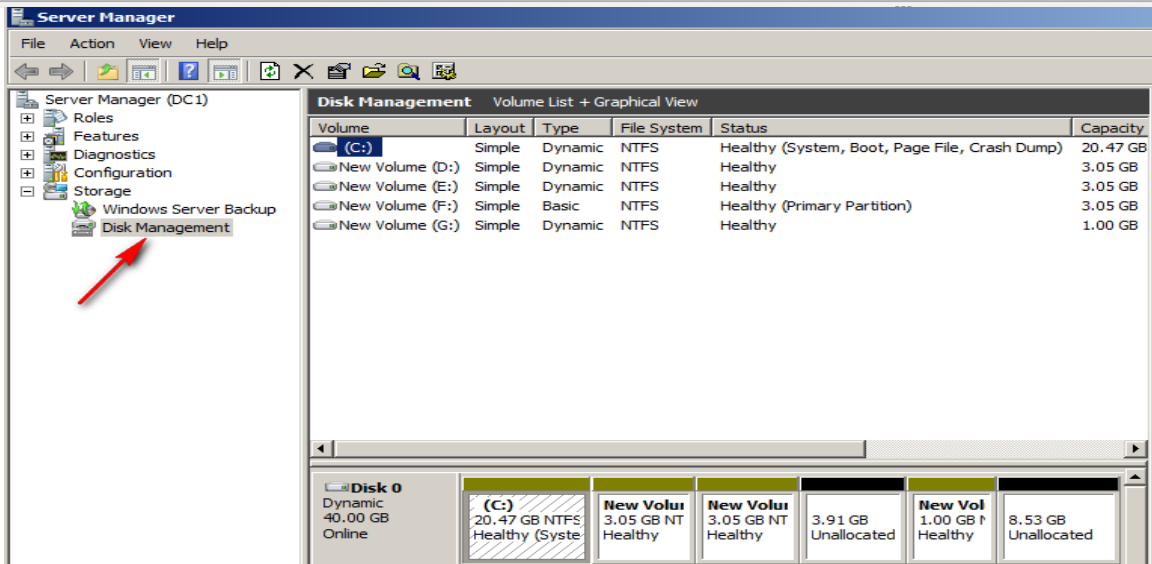 Server Manager
File Action View Help
Server Manager (DC1)
Roles
Features
Diagnostics
Configuration
Storage
Windows Server Backup
Disk Management
Disk Management Volume List + Graphical View
Volume Layout Type File System Status Capacity
(C:) Simple Dynamic NTFS Healthy (System, Boot, Page File, Crash Dump) 20.47 GB
New Volume (D:) Simple Dynamic NTFS Healthy 3.05 GB
New Volume (E:) Simple Dynamic NTFS Healthy 3.05 GB
New Volume (F:) Simple Basic NTFS Healthy (Primary Partition) 3.05 GB
New Volume (G:) Simple Dynamic NTFS Healthy 1.00 GB
Disk 0
Dynamic
40.00 GB
Online
(C:)
20.47 GB NTFS
Healthy (Syste
New Volu
3.05 GB NT
Healthy
New Volu
3.05 GB NT
Healthy
3.91 GB
Unallocated
New Vol
1.00 GB N
Healthy
8.53 GB
Unallocated